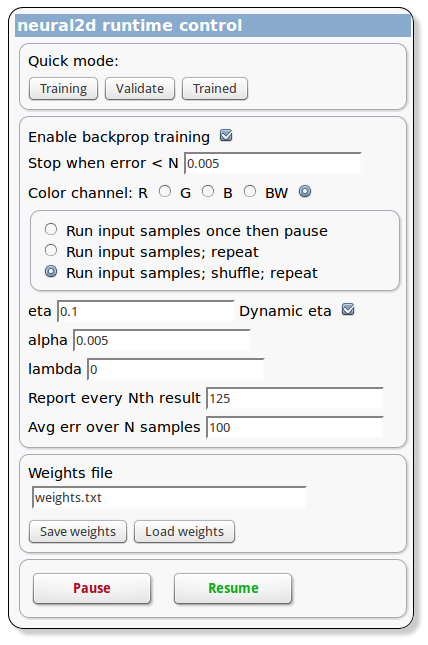 neural2d runtime control
Quick mode:
Training Validate Trained
Enable backprop training
Stop when error < N 0.005
Color channel: R G B BW
Run input samples once then pause
Run input samples; repeat
Run input samples; shuffle; repeat
eta 0.1 Dynamic eta
alpha 0.005
lambda 0
Report every Nth result 125
Avg err over N samples 100
Weights file
weights.txt
Save weights Load weights
Pause Resume